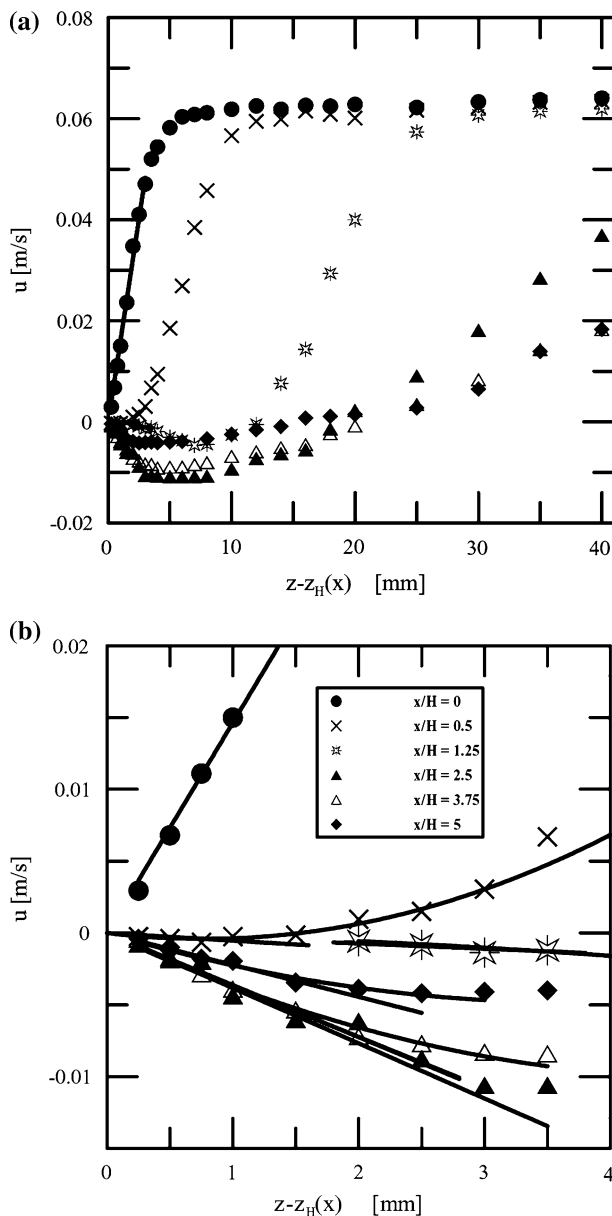 (a)
0.08
0.06
0.04
0.02
0
-0.02
u [m/s]
0 10 20 30 40
z-z_H(x) [mm]
(b)
0.02
0.01
0
-0.01
u [m/s]
x/H = 0
x/H = 0.5
x/H = 1.25
x/H = 2.5
x/H = 3.75
x/H = 5
0 1 2 3 4
z-z_H(x) [mm]